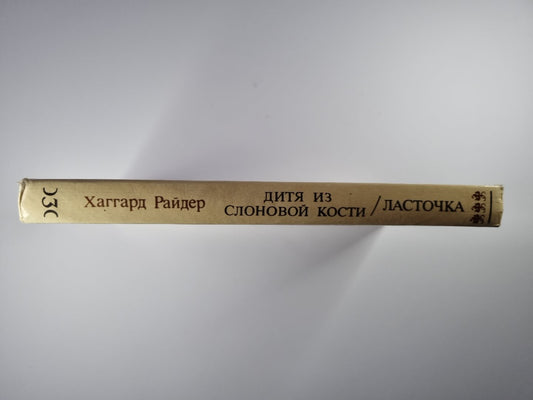 Хаггард Райдер
ДИТЯ ИЗ
СЛОНОВОЙ КОСТИ / ЛАСТОЧКА